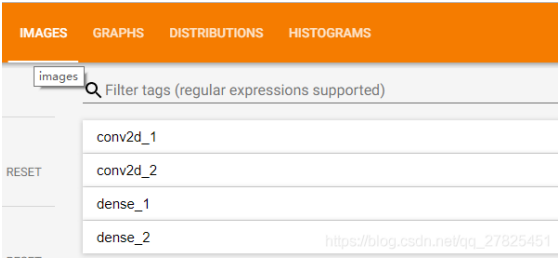 IMAGES GRAPHS DISTRIBUTIONS HISTOGRAMS
images
Filter tags (regular expressions supported)
conv2d_1
RESET
conv2d_2
dense_1
dense_2
https://blog.csdn.net/qq_27825451